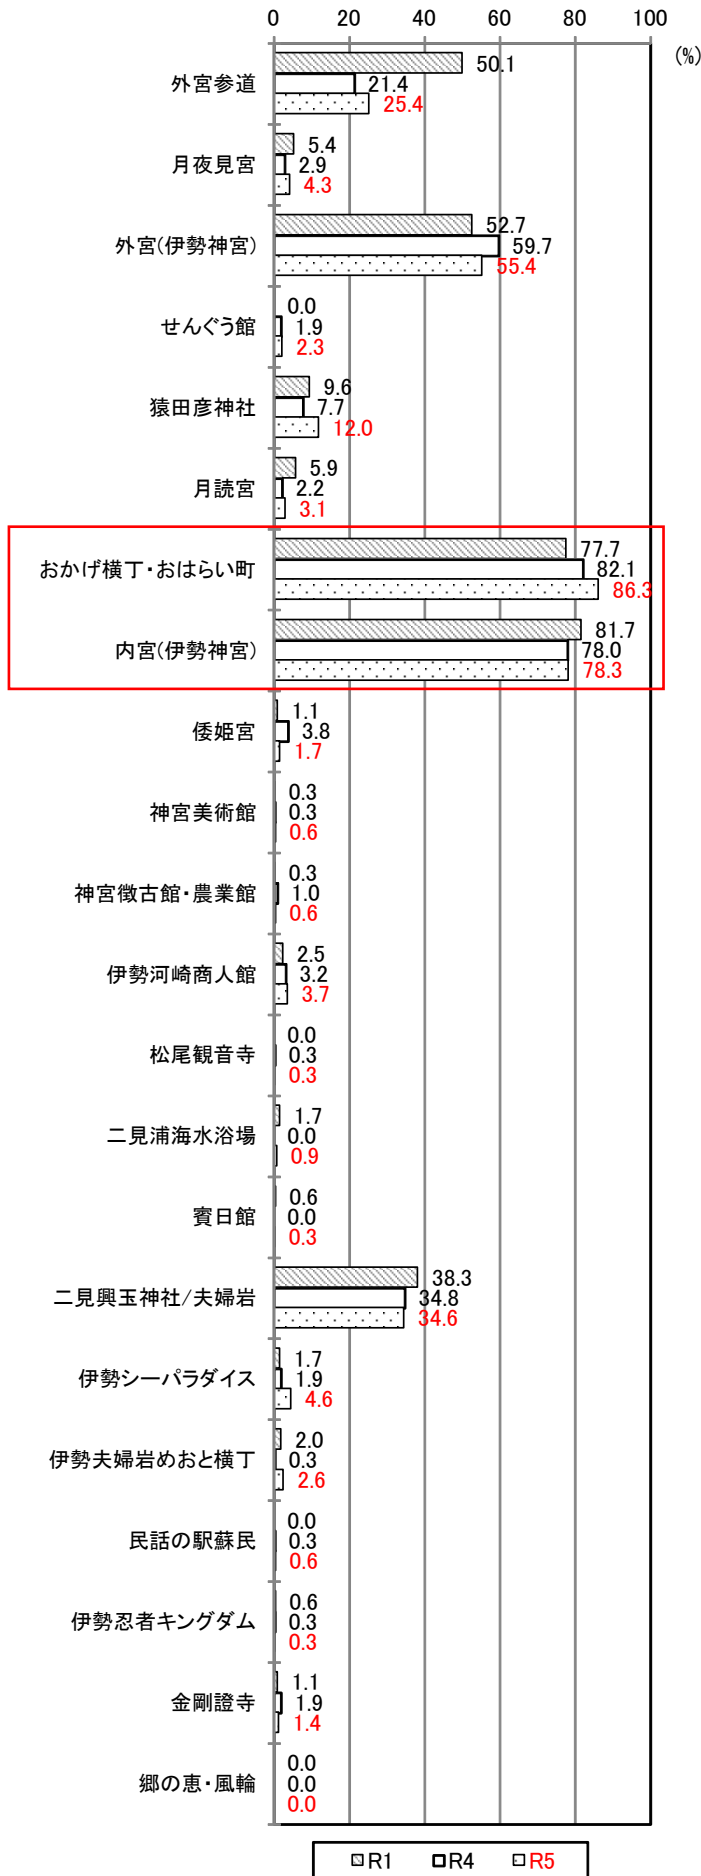 0 20 40 60 80 100
(%)
外宮参道
50.1
21.4
25.4
月夜見宮
5.4
2.9
4.3
外宮(伊勢神宮)
52.7
59.7
55.4
せんぐう館
0.0
1.9
2.3
猿田彦神社
9.6
7.7
12.0
月読宮
5.9
2.2
3.1
おかげ横丁・おはらい町
77.7
82.1
86.3
内宮(伊勢神宮)
81.7
78.0
78.3
倭姫宮
1.1
3.8
1.7
神宮美術館
0.3
0.3
0.6
神宮徴古館・農業館
0.3
1.0
0.6
伊勢河崎商人館
2.5
3.2
3.7
松尾観音寺
0.0
0.3
0.3
二見浦海水浴場
1.7
0.0
0.9
賓日館
0.6
0.0
0.3
二見興玉神社/夫婦岩
38.3
34.8
34.6
伊勢シーパラダイス
1.7
1.9
4.6
伊勢夫婦岩めおと横丁
2.0
0.3
2.6
民話の駅蘇民
0.0
0.3
0.6
伊勢忍者キングダム
0.6
0.3
0.3
金剛證寺
1.1
1.9
1.4
郷の恵・風輪
0.0
0.0
0.0
R1 R4 R5